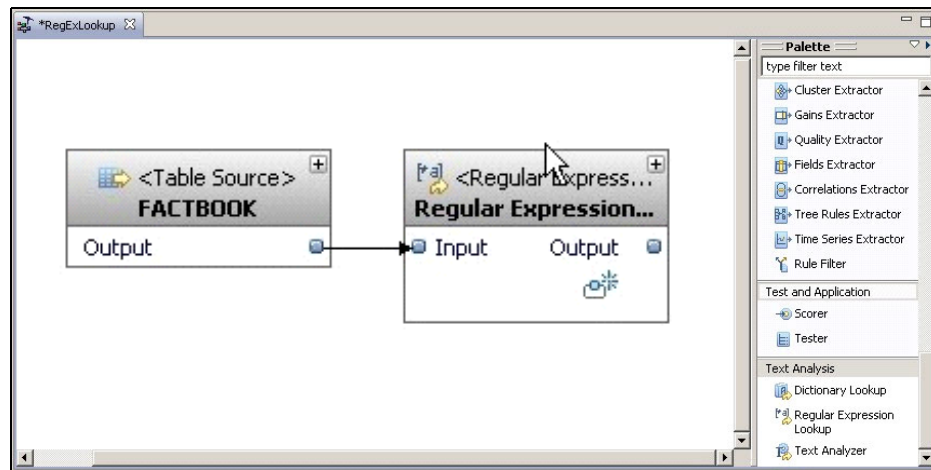 *RegExLookup
<Table Source>
FACTBOOK
Output
<Regular Express...
Regular Expression...
Input Output
Palette
type filter text
Cluster Extractor
Gains Extractor
Quality Extractor
Fields Extractor
Correlations Extractor
Tree Rules Extractor
Time Series Extractor
Rule Filter
Test and Application
Scorer
Tester
Text Analysis
Dictionary Lookup
Regular Expression
Lookup
Text Analyzer